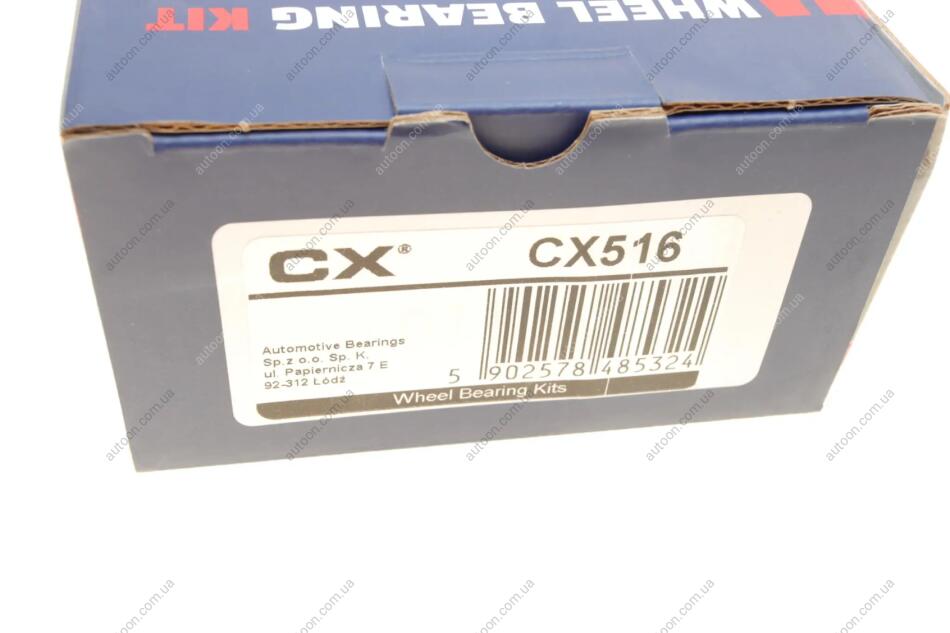 WHEEL BEARING
KIT
CX®
CX516
Automotive Bearings
Sp.z o.o. Sp. K.
ul. Papiernicza 7 E
92-312 Łódź
5 902578 485324
Wheel Bearing Kits
autoon.com.ua